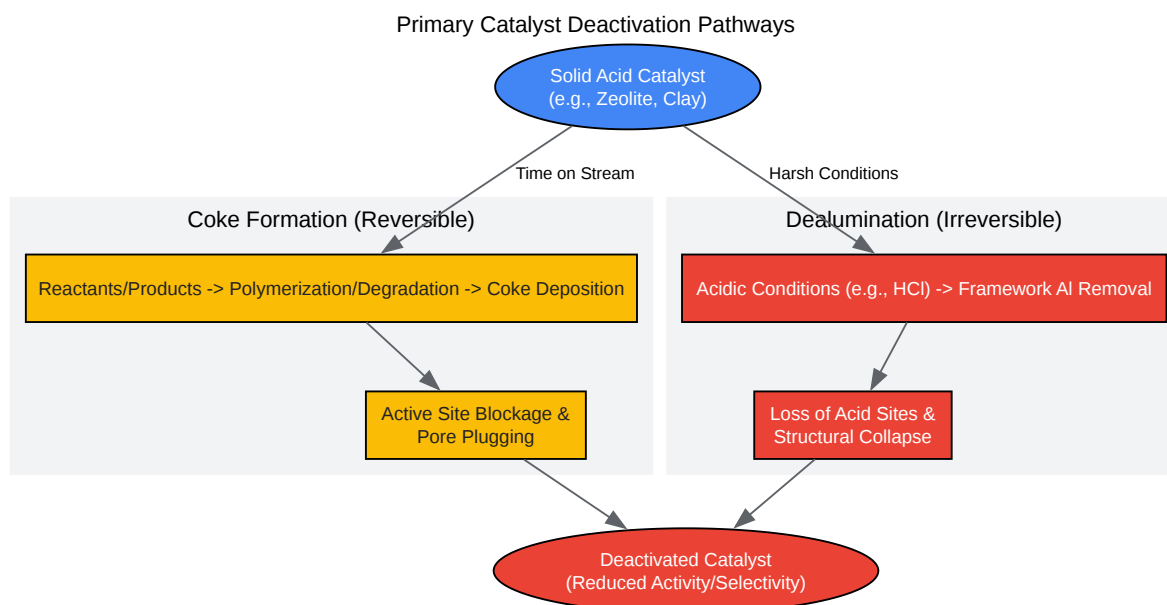 Primary Catalyst Deactivation Pathways
Solid Acid Catalyst
(e.g., Zeolite, Clay)
Time on Stream
Harsh Conditions
Coke Formation (Reversible)
Dealumination (Irreversible)
Reactants/Products -> Polymerization/Degradation -> Coke Deposition
Acidic Conditions (e.g., HCl) -> Framework Al Removal
Active Site Blockage &
Pore Plugging
Loss of Acid Sites &
Structural Collapse
Deactivated Catalyst
(Reduced Activity/Selectivity)